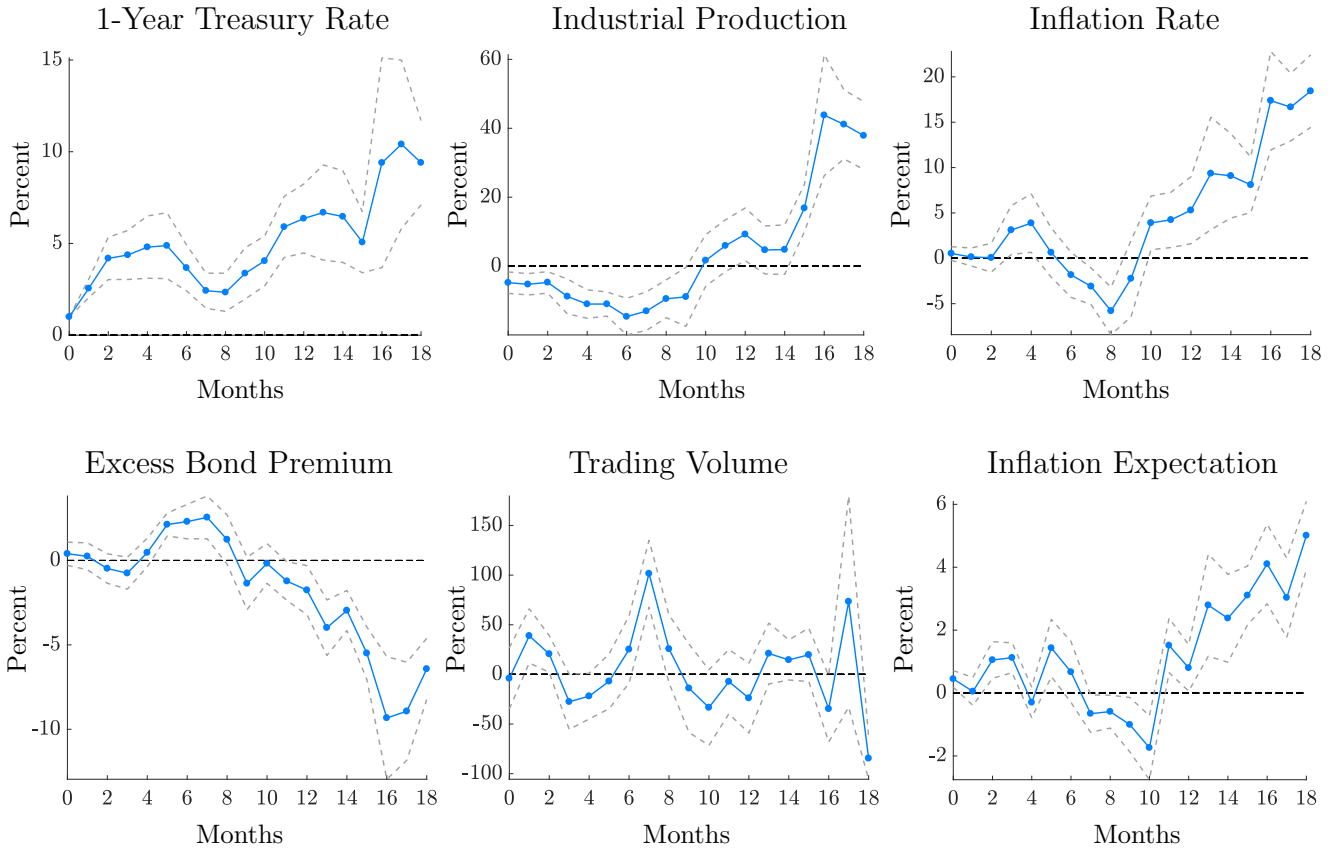 1-Year Treasury Rate
Industrial Production
Inflation Rate
Percent
15
10
5
0
0 2 4 6 8 10 12 14 16 18
Months
Percent
60
40
20
0
0 2 4 6 8 10 12 14 16 18
Months
Percent
20
15
10
5
0
-5
0 2 4 6 8 10 12 14 16 18
Months
Excess Bond Premium
Trading Volume
Inflation Expectation
Percent
0
-5
-10
0 2 4 6 8 10 12 14 16 18
Months
Percent
150
100
50
0
-50
-100
0 2 4 6 8 10 12 14 16 18
Months
Percent
6
4
2
0
-2
0 2 4 6 8 10 12 14 16 18
Months